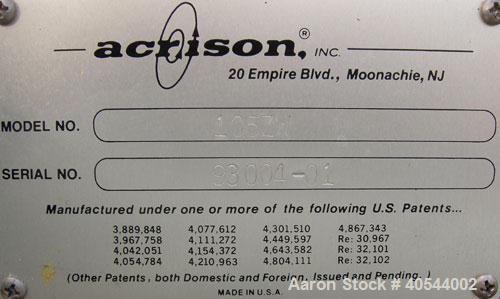 acrison,® INC.
20 Empire Blvd., Moonachie, NJ
MODEL NO.
SERIAL NO. 93004-01
Manufactured under one or more of the following U.S. Patents...
3,889,848 4,077,612 4,301,510 4,867,343
3,967,758 4,111,272 4,449,597 Re: 30,967
4,042,051 4,154,372 4,643,582 Re: 32,101
4,054,784 4,210,963 4,804,111 Re: 32,102
(Other Patents, both Domestic and Foreign, Issued and Pending.)
MADE IN U.S.A.
Aaron Stock # 40544002